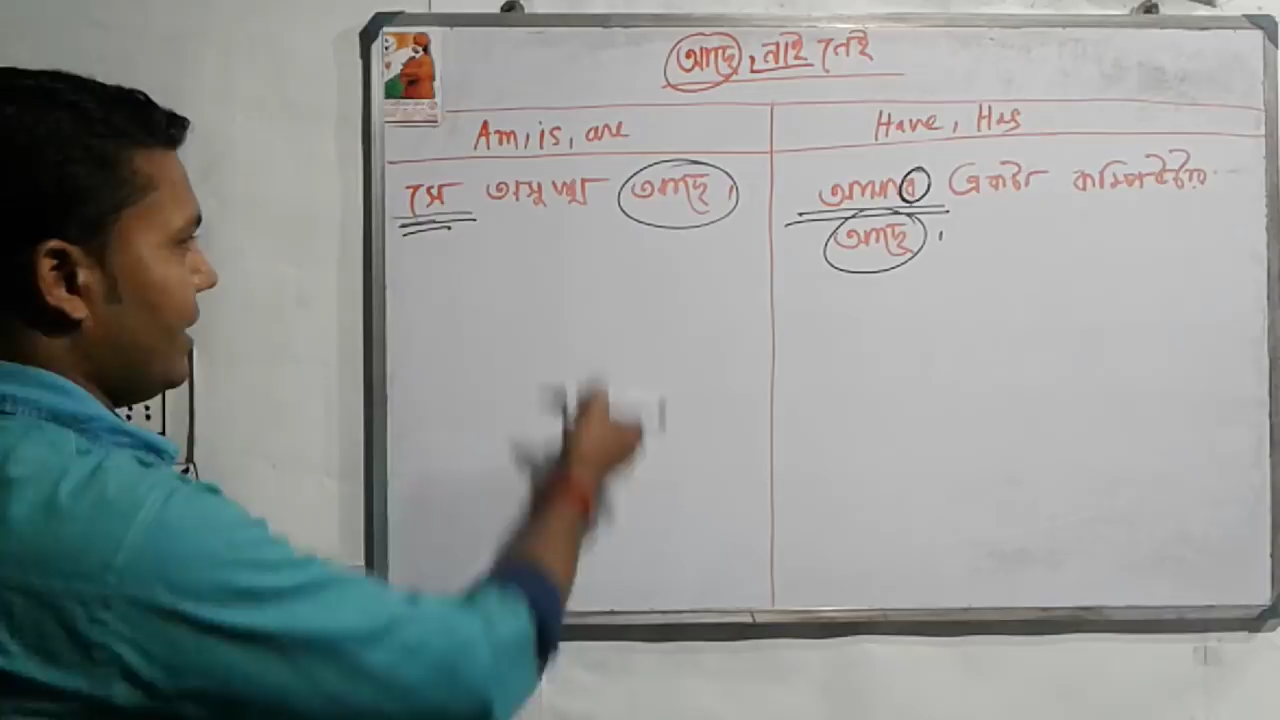 আছে, নাই নেই
Am, is, are
Have, Has
সে অসুস্থ আছে।
আমার একটা কম্পিউটার
আছে।